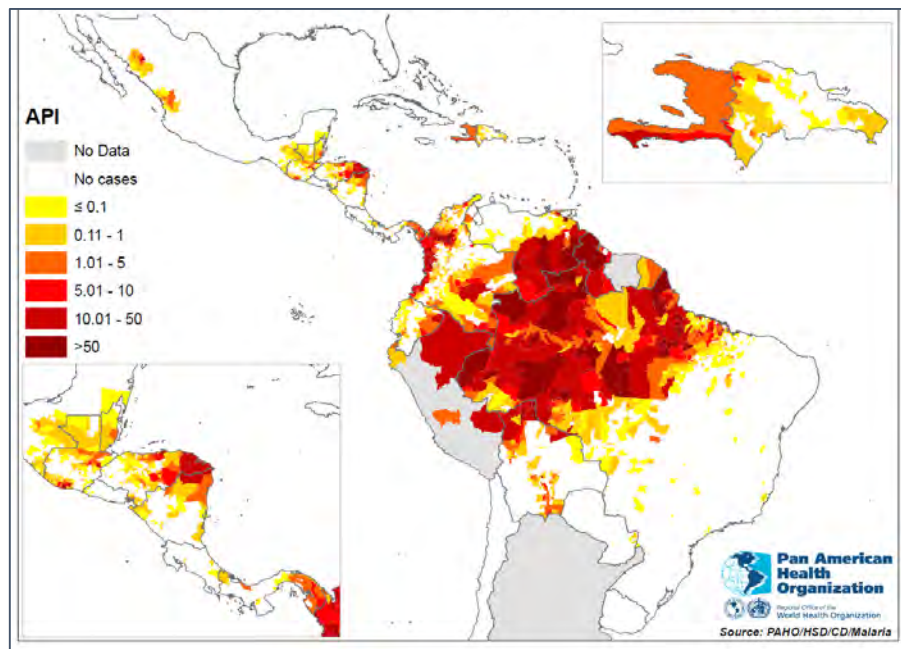 API
No Data
No cases
≤ 0.1
0.11 - 1
1.01 - 5
5.01 - 10
10.01 - 50
>50
Pan American
Health
Organization
Regional Office of the
World Health Organization
Source: PAHO/HSD/CD/Malaria